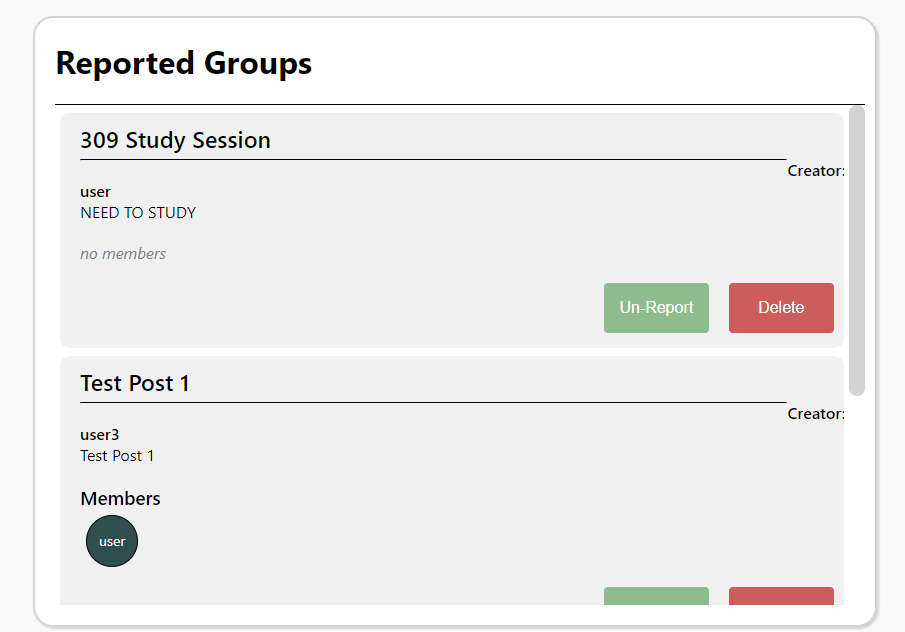 Reported Groups
309 Study Session
Creator:
user
NEED TO STUDY
no members
Un-Report
Delete
Test Post 1
Creator:
user3
Test Post 1
Members
user